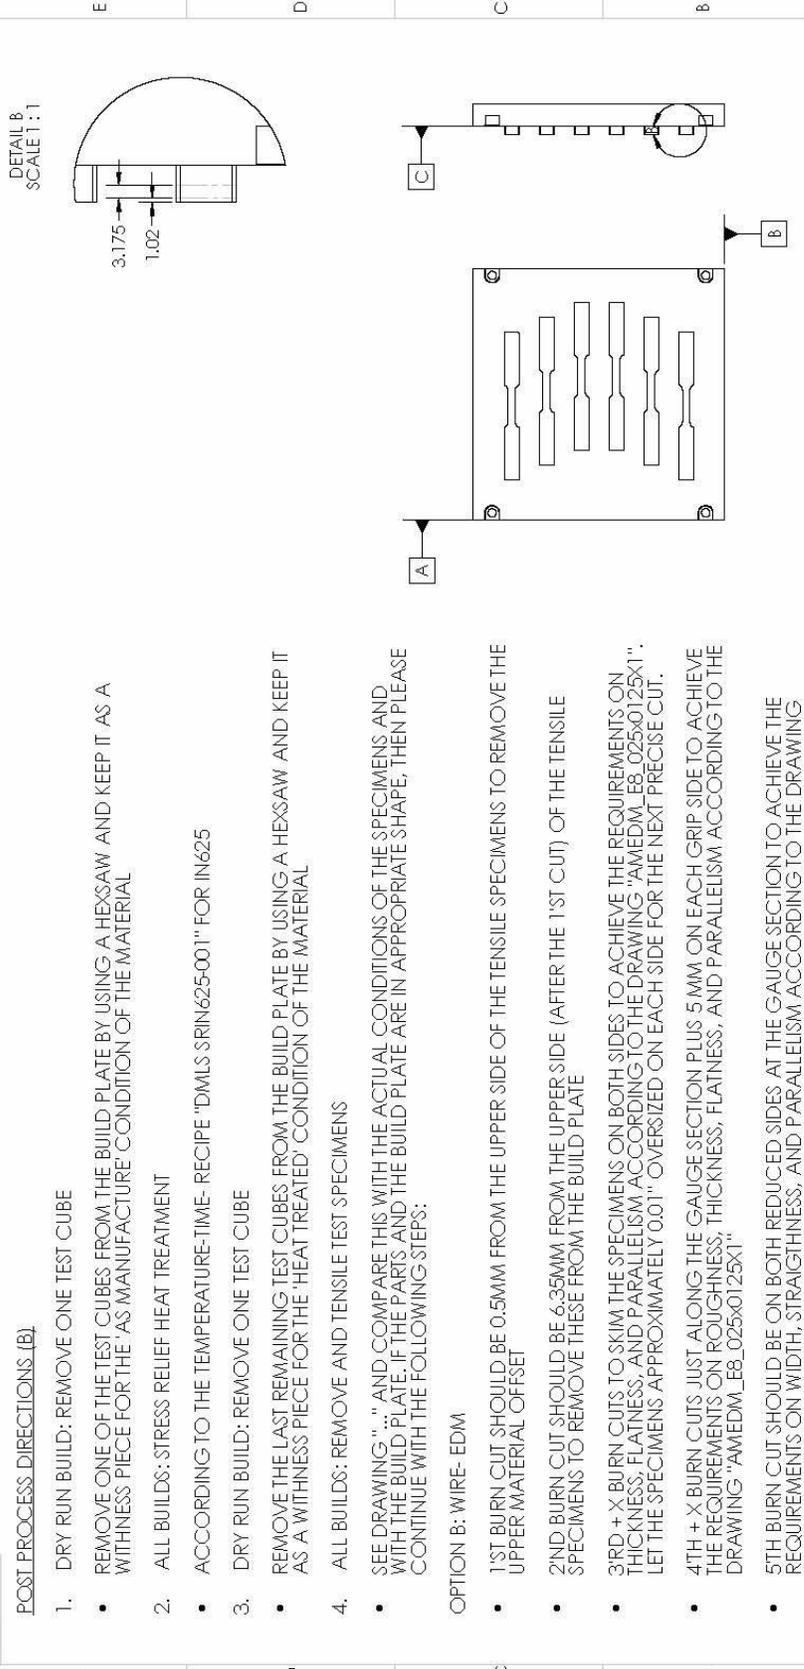 POST PROCESS DIRECTIONS (B)
1. DRY RUN BUILD: REMOVE ONE TEST CUBE
• REMOVE ONE OF THE TEST CUBES FROM THE BUILD PLATE BY USING A HEXSAW AND KEEP IT AS A
WITHNESS PIECE FOR THE 'AS MANUFACTURE' CONDITION OF THE MATERIAL
2. ALL BUILDS: STRESS RELIEF HEAT TREATMENT
• ACCORDING TO THE TEMPERATURE-TIME- RECIPE "DMLS SRIN625-001" FOR IN625
3. DRY RUN BUILD: REMOVE ONE TEST CUBE
• REMOVE THE LAST REMAINING TEST CUBES FROM THE BUILD PLATE BY USING A HEXSAW AND KEEP IT
AS A WITHNESS PIECE FOR THE 'HEAT TREATED' CONDITION OF THE MATERIAL
4. ALL BUILDS: REMOVE AND TENSILE TEST SPECIMENS
• SEE DRAWING "..." AND COMPARE THIS WITH THE ACTUAL CONDITIONS OF THE SPECIMENS AND
WITH THE BUILD PLATE. IF THE PARTS AND THE BUILD PLATE ARE IN APPROPRIATE SHAPE, THEN PLEASE
CONTINUE WITH THE FOLLOWING STEPS:
OPTION B: WIRE- EDM
• 1'ST BURN CUT SHOULD BE 0.5MM FROM THE UPPER SIDE OF THE TENSILE SPECIMENS TO REMOVE THE
UPPER MATERIAL OFFSET
• 2'ND BURN CUT SHOULD BE 6.35MM FROM THE UPPER SIDE (AFTER THE 1'ST CUT) OF THE TENSILE
SPECIMENS TO REMOVE THESE FROM THE BUILD PLATE
• 3'RD + X BURN CUTS TO SKIM THE SPECIMENS ON BOTH SIDES TO ACHIEVE THE REQUIREMENTS ON
THICKNESS, FLATNESS, AND PARALLELISM ACCORDING TO THE DRAWING "AMEDM_E8_025x0125X1".
LET THE SPECIMENS APPROXIMATELY 0.01" OVERSIZED ON EACH SIDE FOR THE NEXT PRECISE CUT.
• 4'TH + X BURN CUTS JUST ALONG THE GAUGE SECTION PLUS 5 MM ON EACH GRIP SIDE TO ACHIEVE
THE REQUIREMENTS ON ROUGHNESS, THICKNESS, FLATNESS, AND PARALLELISM ACCORDING TO THE
DRAWING "AMEDM_E8_025x0125X1"
• 5TH BURN CUT SHOULD BE ON BOTH REDUCED SIDES AT THE GAUGE SECTION TO ACHIEVE THE
REQUIREMENTS ON WIDTH, STRAIGTHNESS, AND PARALLELISM ACCORDING TO THE DRAWING
DETAIL B
SCALE 1 : 1
3.175
1.02
A
B
C
B
E
D
C
B